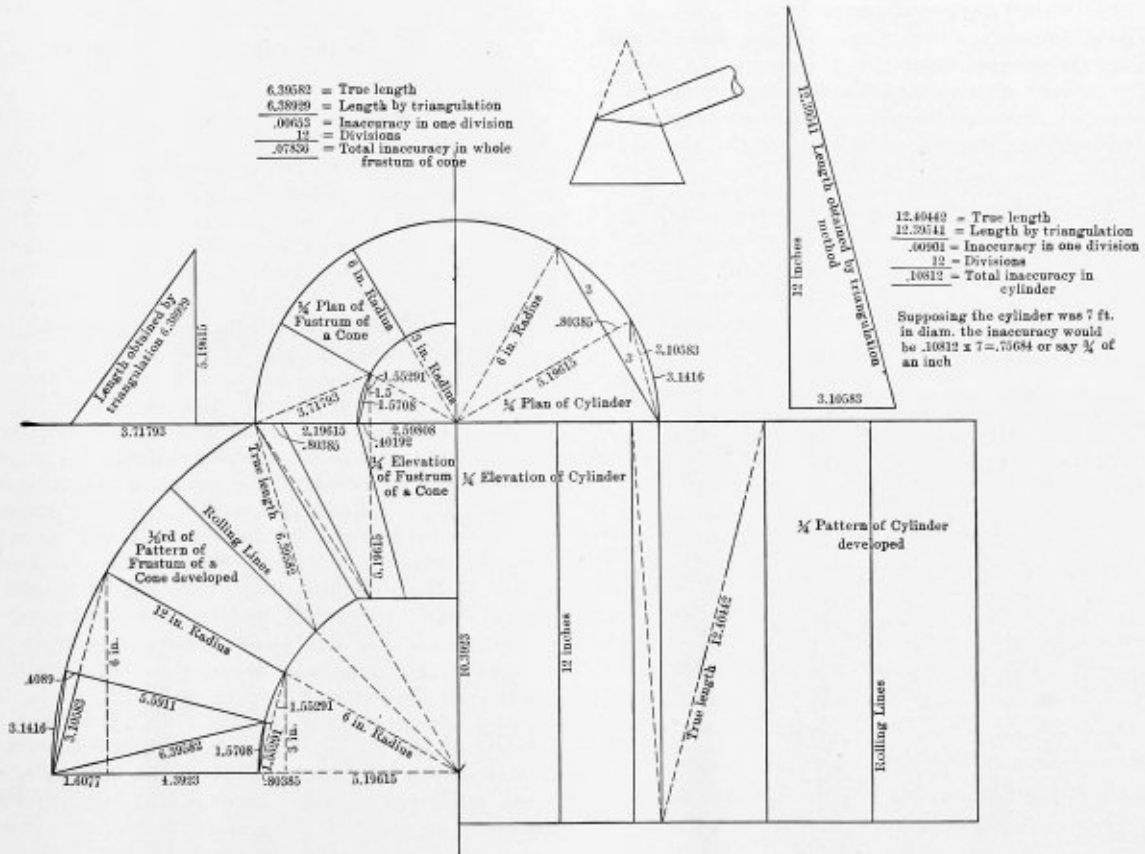 6.39582 = True length
6.38929 = Length by triangulation
.00653 = Inaccuracy in one division
12 = Divisions
.07836 = Total inaccuracy in whole
frustum of cone
12.39541 Length obtained by triangulation
method
12 inches
3.10583
12.40442 = True length
12.39541 = Length by triangulation
.00901 = Inaccuracy in one division
12 = Divisions
.10812 = Total inaccuracy in
cylinder
Supposing the cylinder was 7 ft.
in diam. the inaccuracy would
be .10812 x 7=.75684 or say ¾ of
an inch
Length obtained by
triangulation 6.38929
5.19615
3.71793
6 in. Radius
¼ Plan of
Fustrum of
a Cone
3 in. Radius
1.55291
1.5
1.5708
3.71793
6 in. Radius
3
.80385
3
3.10583
3.1416
5.19615
¼ Plan of Cylinder
2.19615
2.59808
.80385
.40192
¼ Elevation
of Fustrum
of a Cone
5.19615
¼ Elevation of Cylinder
¼ Pattern of Cylinder
developed
True length
6.39582
Rolling Lines
⅓rd of
Pattern of
Frustum of a
Cone developed
12 in. Radius
6 in.
.4089
3.1416
3.10583
5.5911
6.39582
1.5708
1.55291
1.55291
3 in.
6 in. Radius
1.6077
4.3923
.80385
5.19615
10.3923
12 inches
True length 12.40442
Rolling Lines